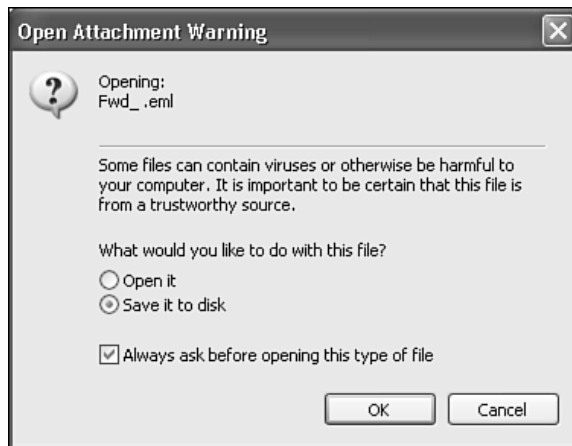 Open Attachment Warning
Opening:
Fwd_ .eml
Some files can contain viruses or otherwise be harmful to
your computer. It is important to be certain that this file is
from a trustworthy source.
What would you like to do with this file?
Open it
Save it to disk
Always ask before opening this type of file
OK
Cancel